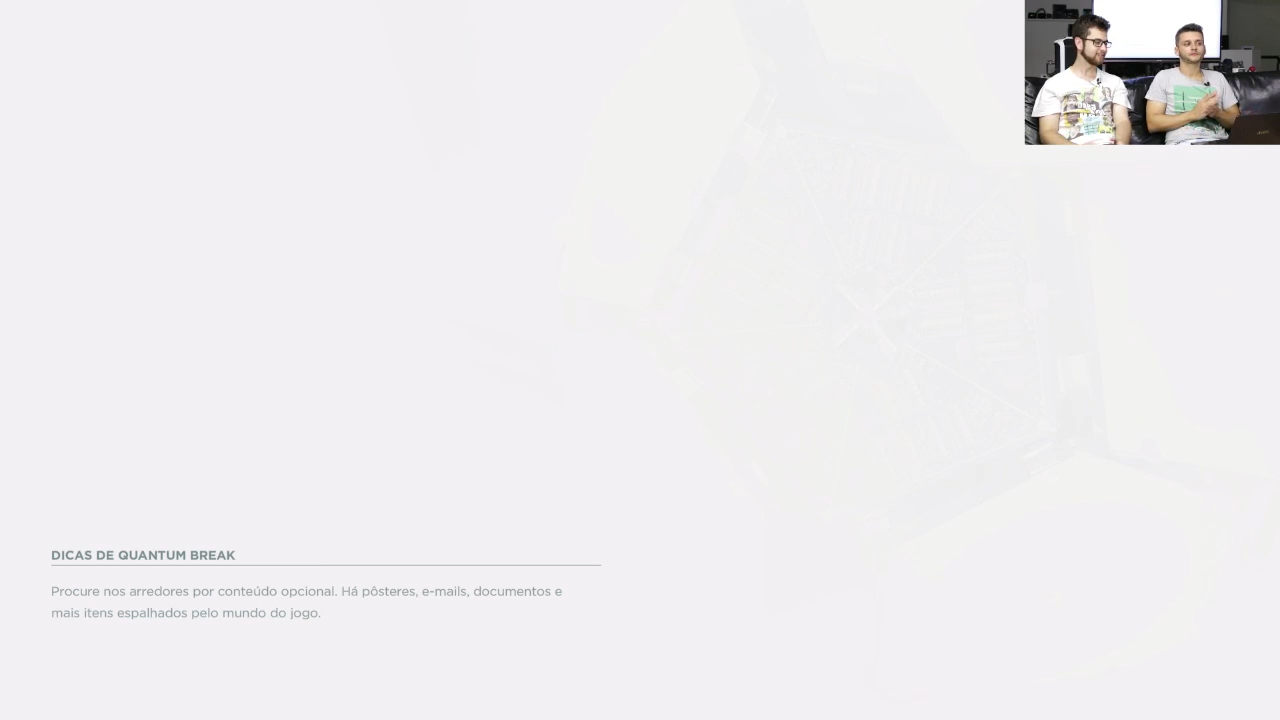 DICAS DE QUANTUM BREAK
Procure nos arredores por conteúdo opcional. Há pôsteres, e-mails, documentos e
mais itens espalhados pelo mundo do jogo.